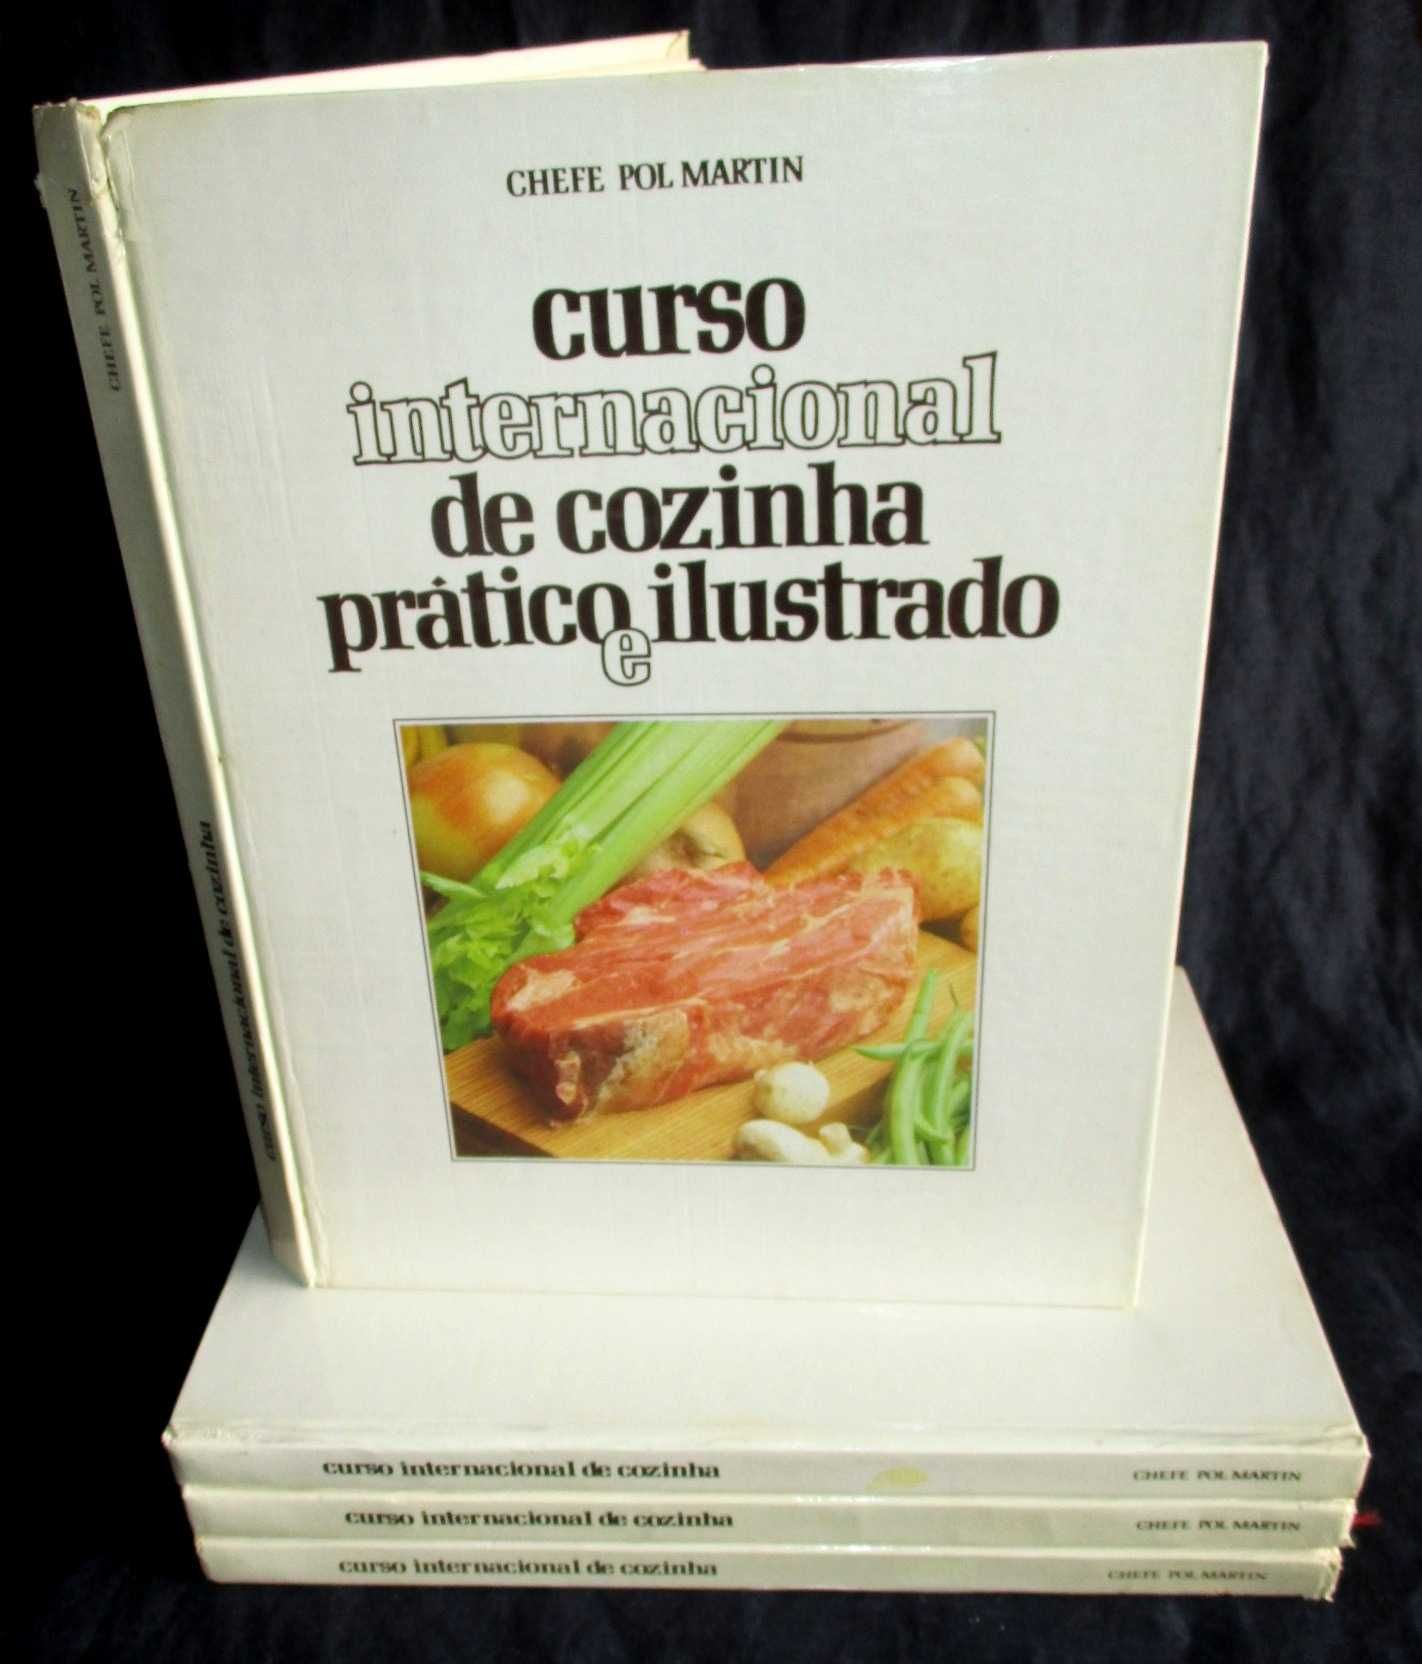 CHEFE POL MARTIN
curso
internacional
de cozinha
prático e ilustrado
CHEFE POL MARTIN
curso internacional de cozinha
curso internacional de cozinha CHEFE POL MARTIN
curso internacional de cozinha CHEFE POL MARTIN
curso internacional de cozinha CHEFE POL MARTIN